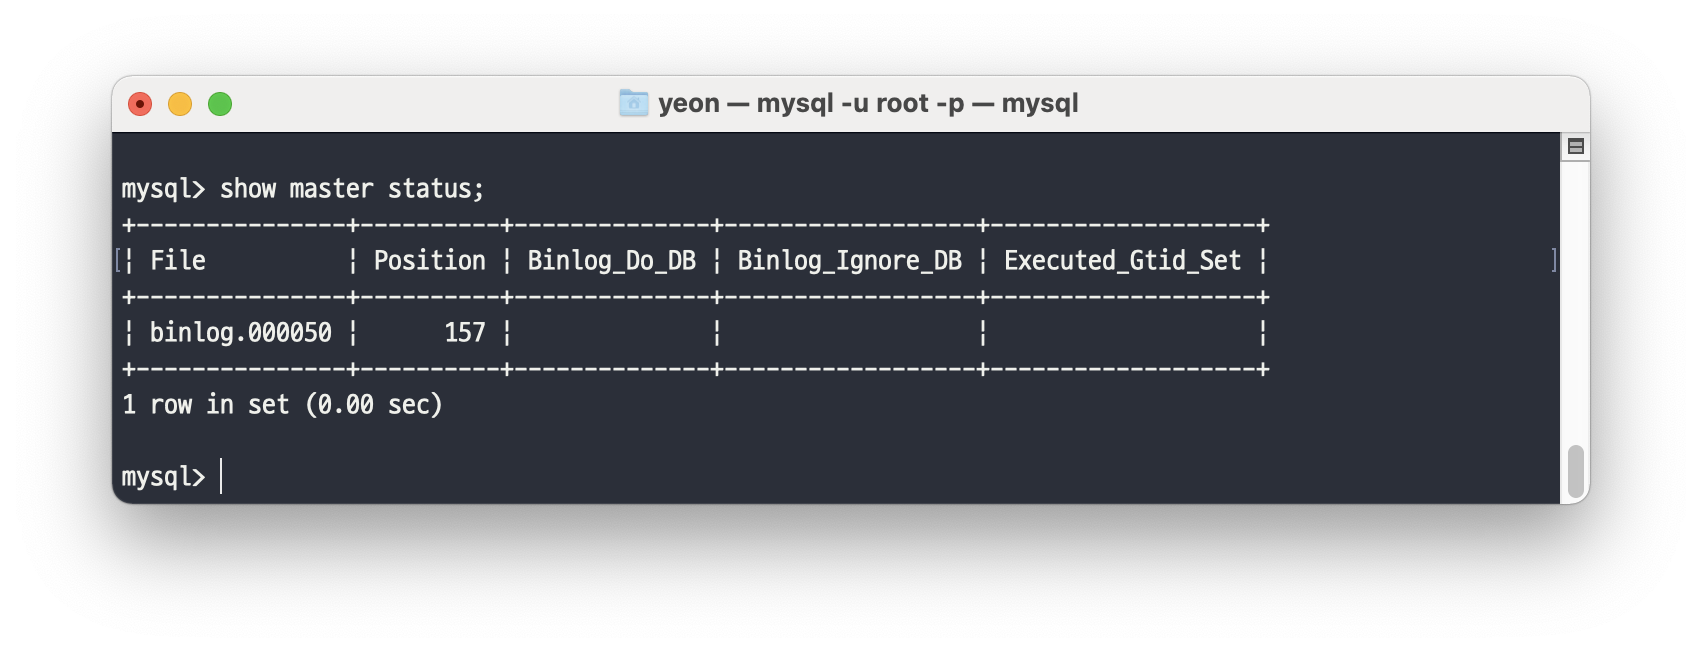 yeon — mysql -u root -p — mysql
mysql> show master status;
+---------------+----------+--------------+------------------+-------------------+
| File          | Position | Binlog_Do_DB | Binlog_Ignore_DB | Executed_Gtid_Set |
+---------------+----------+--------------+------------------+-------------------+
| binlog.000050 |      157 |              |                  |                   |
+---------------+----------+--------------+------------------+-------------------+
1 row in set (0.00 sec)
mysql>